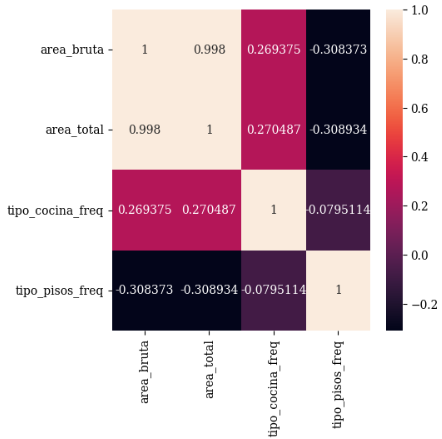 area_bruta 1 0.998 0.269375 -0.308373
area_total 0.998 1 0.270487 -0.308934
tipo_cocina_freq 0.269375 0.270487 1 -0.0795114
tipo_pisos_freq -0.308373 -0.308934 -0.0795114 1
area_bruta
area_total
tipo_cocina_freq
tipo_pisos_freq
1.0
0.8
0.6
0.4
0.2
0.0
−0.2